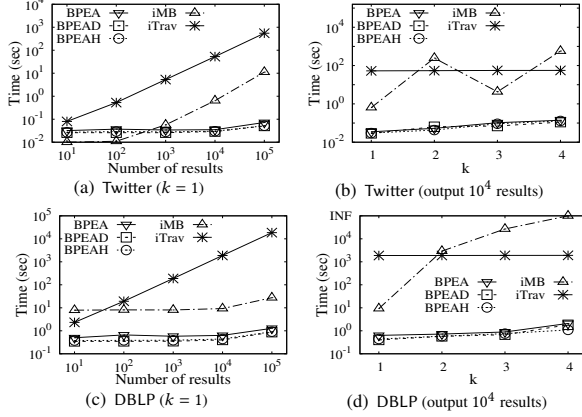 10^4
10^3
10^2
10^1
10^0
10^-1
10^-2
Time (sec)
BPEA
BPEAD
BPEAH
iMB
iTrav
10^1 10^2 10^3 10^4 10^5
Number of results
(a) Twitter (k = 1)
10^4
10^2
10^0
10^-2
Time (sec)
BPEA
BPEAD
BPEAH
iMB
iTrav
1 2 3 4
k
(b) Twitter (output 10^4 results)
10^5
10^4
10^3
10^2
10^1
10^0
10^-1
Time (sec)
BPEA
BPEAD
BPEAH
iMB
iTrav
10^1 10^2 10^3 10^4 10^5
Number of results
(c) DBLP (k = 1)
INF
10^4
10^3
10^2
10^1
10^0
10^-1
Time (sec)
BPEA
BPEAD
BPEAH
iMB
iTrav
1 2 3 4
k
(d) DBLP (output 10^4 results)